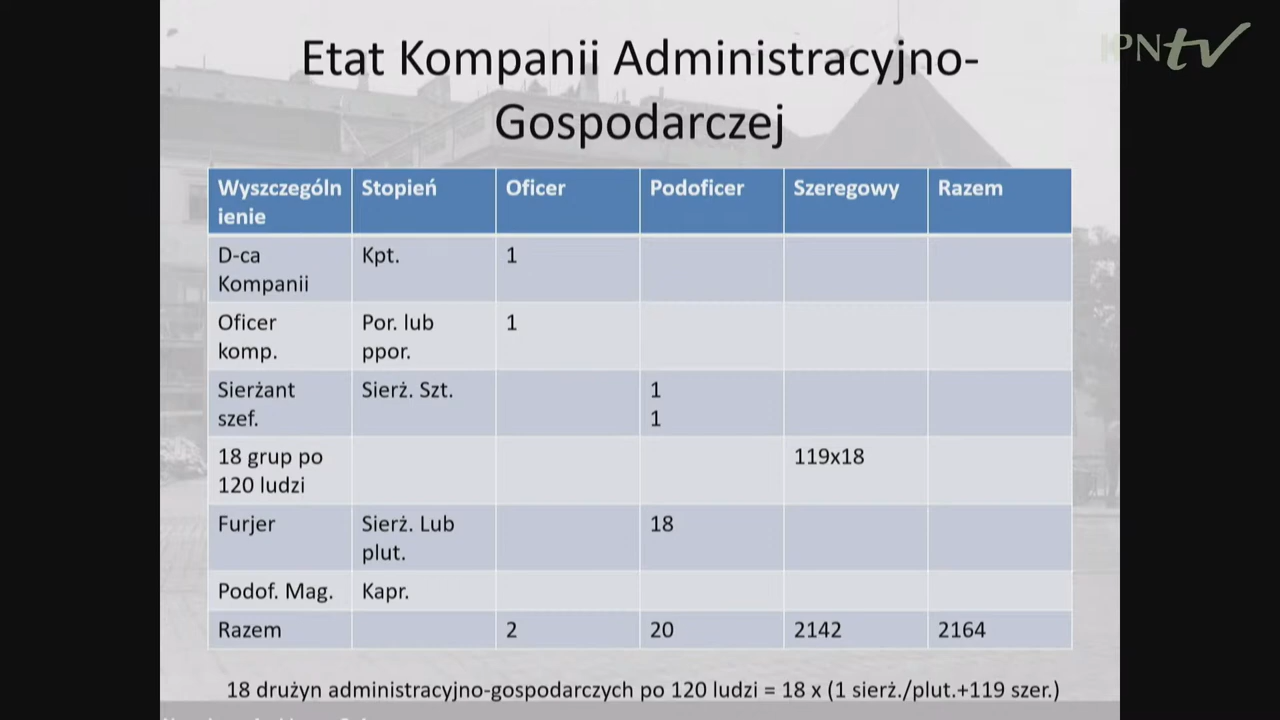 IPNtv
Etat Kompanii Administracyjno-
Gospodarczej
Wyszczególn
ienie
Stopień
Oficer
Podoficer
Szeregowy
Razem
D-ca
Kompanii
Kpt.
1
Oficer
komp.
Por. lub
ppor.
1
Sierżant
szef.
Sierż. Szt.
1
1
18 grup po
120 ludzi
119x18
Furjer
Sierż. Lub
plut.
18
Podof. Mag.
Kapr.
Razem
2
20
2142
2164
18 drużyn administracyjno-gospodarczych po 120 ludzi = 18 x (1 sierż./plut.+119 szer.)